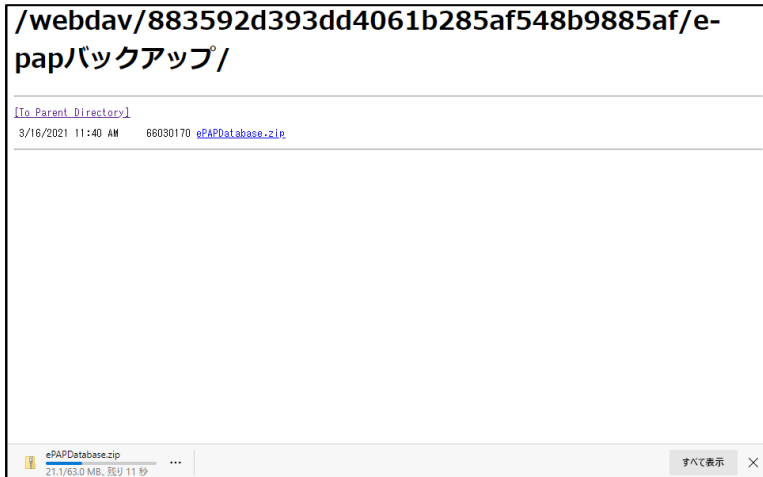 /webdav/883592d393dd4061b285af548b9885af/e-
papバックアップ/
[To Parent Directory]
3/16/2021 11:40 AM 66030170 ePAPDatabase.zip
ePAPDatabase.zip
21.1/63.0 MB、残り 11 秒
すべて表示